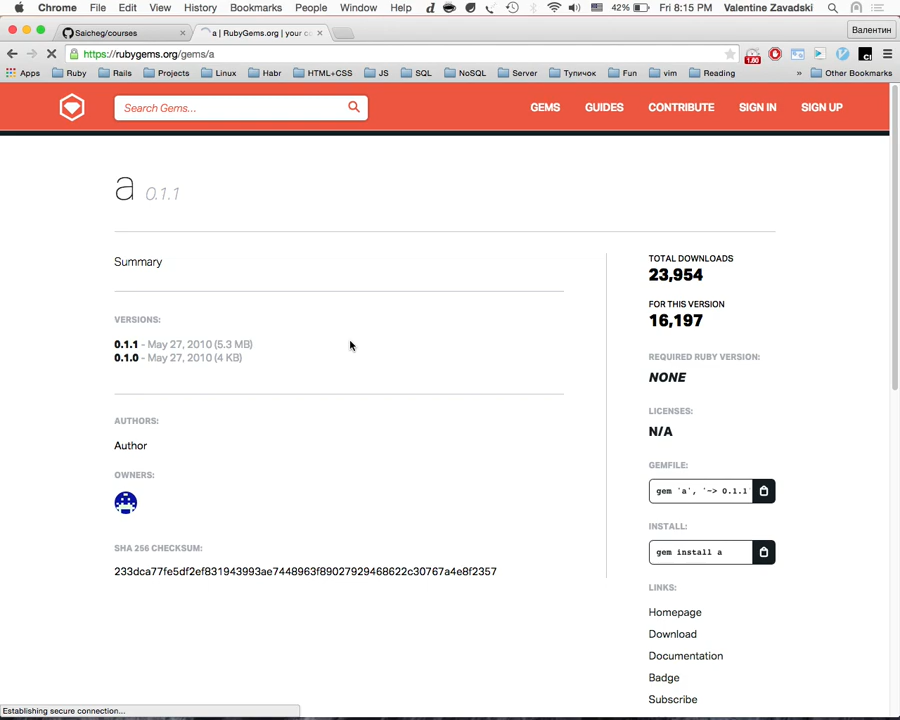 Chrome File Edit View History Bookmarks People Window Help 42% Fri 8:15 PM Valentine Zavadski
Saicheg/courses a | RubyGems.org | your co Валентин
https://rubygems.org/gems/a 1.80
Apps Ruby Rails Projects Linux Habr HTML+CSS JS SQL NoSQL Server Тупичок Fun vim Reading » Other Bookmarks
Search Gems... GEMS GUIDES CONTRIBUTE SIGN IN SIGN UP
a 0.1.1
Summary
VERSIONS:
0.1.1 - May 27, 2010 (5.3 MB)
0.1.0 - May 27, 2010 (4 KB)
AUTHORS:
Author
OWNERS:
SHA 256 CHECKSUM:
233dca77fe5df2ef831943993ae7448963f89027929468622c30767a4e8f2357
TOTAL DOWNLOADS
23,954
FOR THIS VERSION
16,197
REQUIRED RUBY VERSION:
NONE
LICENSES:
N/A
GEMFILE:
gem 'a', '~> 0.1.1
INSTALL:
gem install a
LINKS:
Homepage
Download
Documentation
Badge
Subscribe
Establishing secure connection...